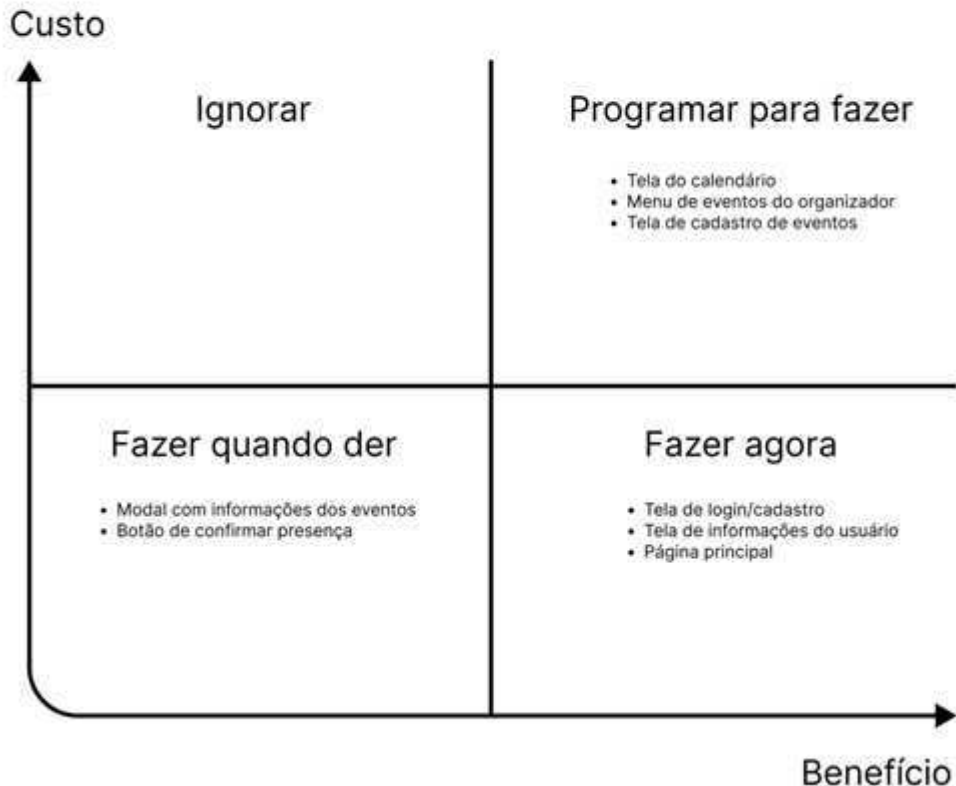 Custo
Ignorar
Programar para fazer
• Tela do calendário
• Menu de eventos do organizador
• Tela de cadastro de eventos
Fazer quando der
• Modal com informações dos eventos
• Botão de confirmar presença
Fazer agora
• Tela de login/cadastro
• Tela de informações do usuário
• Página principal
Benefício